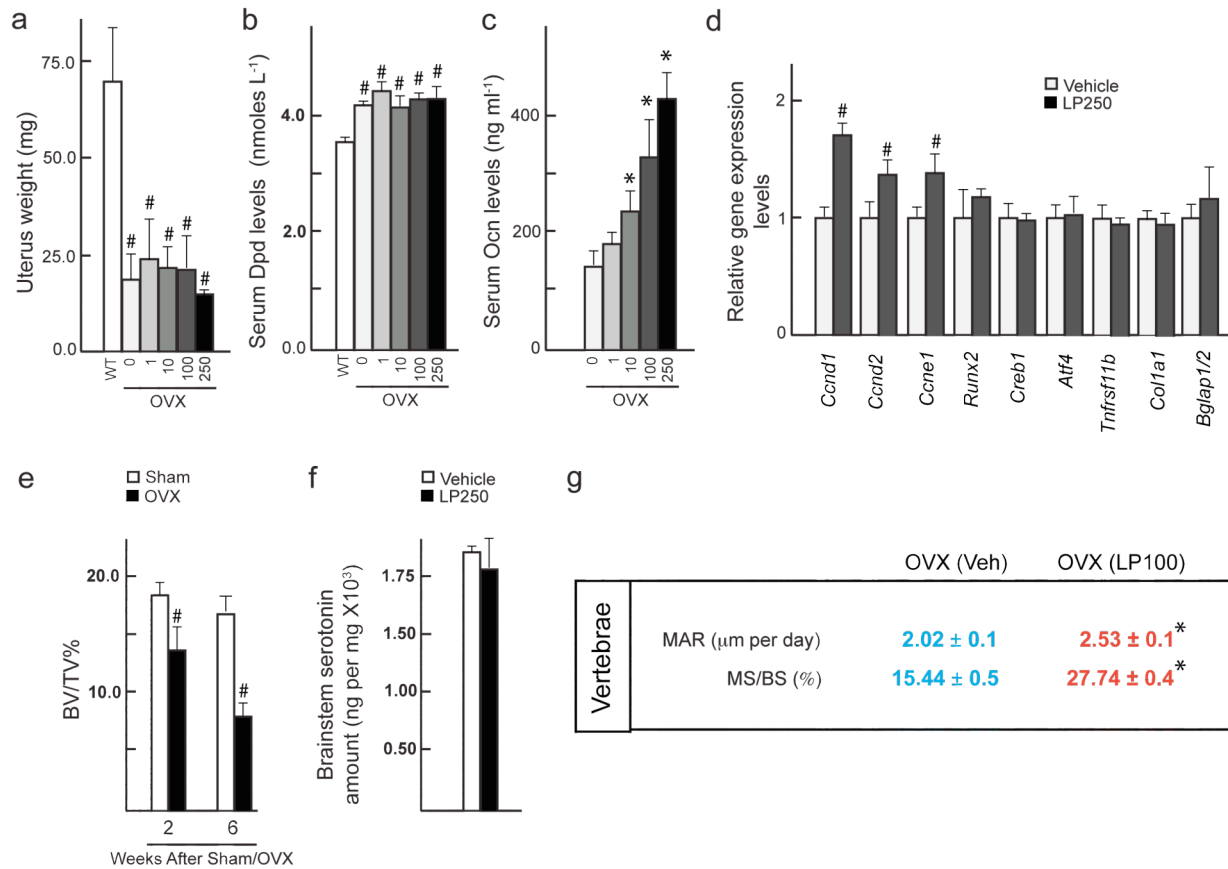 a
Uterus weight (mg)
75.0
50.0
25.0
0.0
# # # # #
WT 0 1 10 100 250
OVX
b
Serum Dpd levels (nmoles L⁻¹)
4.0
2.0
0.0
# # # # #
WT 0 1 10 100 250
OVX
c
Serum Ocn levels (ng ml⁻¹)
400
200
0
* * *
0 1 10 100 250
OVX
d
Vehicle
LP250
Relative gene expression
levels
2
1
0
# # #
Ccnd1 Ccnd2 Ccne1 Runx2 Creb1 Atf4 Tnfrsf11b Col1a1 Bglap1/2
e
Sham
OVX
BV/TV%
20.0
10.0
# #
2 6
Weeks After Sham/OVX
f
Vehicle
LP250
Brainstem serotonin
amount (ng per mg X10³)
1.75
1.50
1.00
0.50
g
OVX (Veh) OVX (LP100)
Vertebrae
MAR (µm per day) 2.02 ± 0.1 2.53 ± 0.1*
MS/BS (%) 15.44 ± 0.5 27.74 ± 0.4*